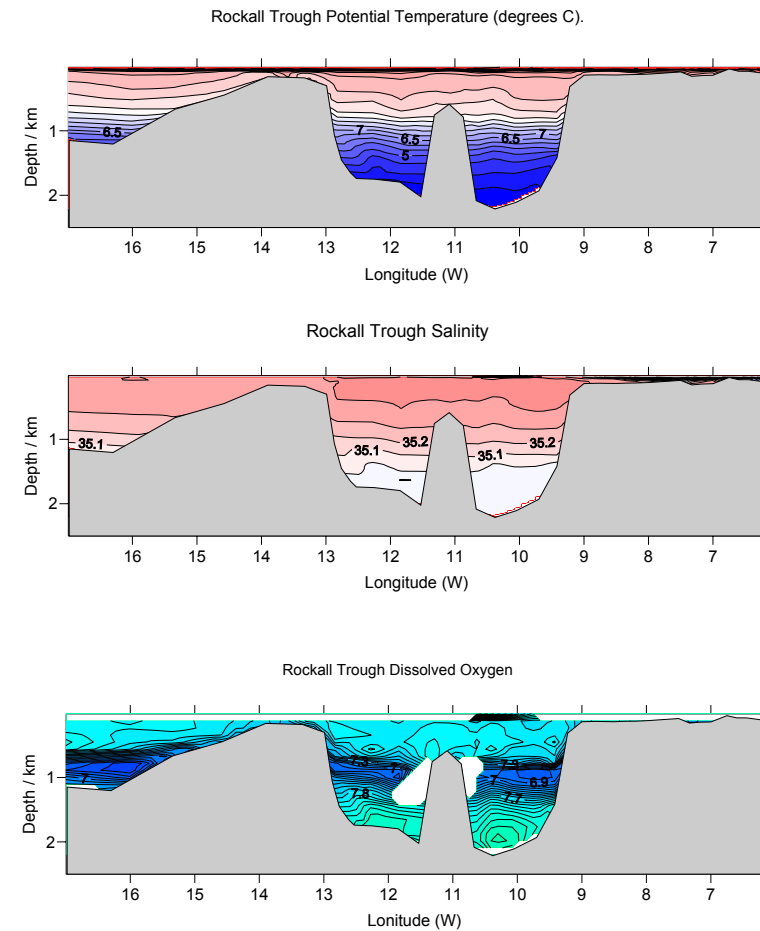 Rockall Trough Potential Temperature (degrees C).
1
2
Depth / km
6.5
7
6.5
5
6.5
7
16 15 14 13 12 11 10 9 8 7
Longitude (W)
Rockall Trough Salinity
1
2
Depth / km
35.1
35.1
35.2
35.1
35.2
16 15 14 13 12 11 10 9 8 7
Longitude (W)
Rockall Trough Dissolved Oxygen
1
2
Depth / km
7
7.3
7
7.8
7.3
7
6.9
7.7
16 15 14 13 12 11 10 9 8 7
Lonitude (W)